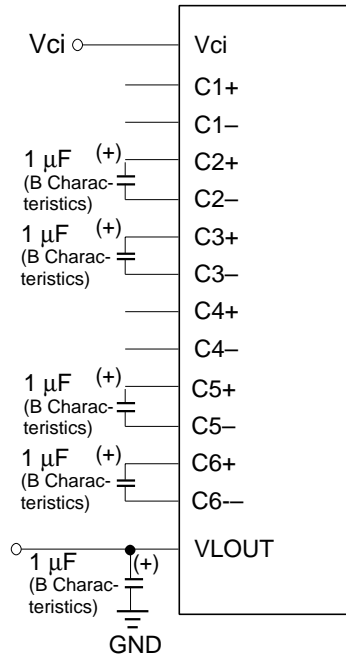 Vci Vci
C1+
C1–
1 μF (+) C2+
(B Charac-
teristics) C2–
1 μF (+) C3+
(B Charac-
teristics) C3–
C4+
C4–
1 μF (+) C5+
(B Charac-
teristics) C5–
1 μF (+) C6+
(B Charac-
teristics) C6-–
VLOUT
1 μF (+)
(B Charac-
teristics)
GND